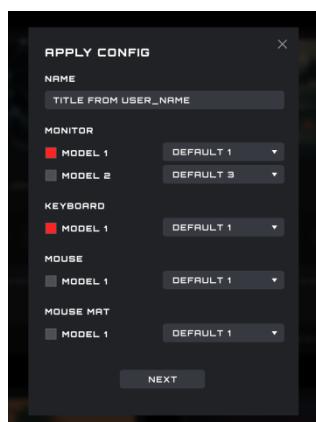 APPLY CONFIG
NAME
TITLE FROM USER_NAME
MONITOR
MODEL 1 DEFAULT 1
MODEL 2 DEFAULT 3
KEYBOARD
MODEL 1 DEFAULT 1
MOUSE
MODEL 1 DEFAULT 1
MOUSE MAT
MODEL 1 DEFAULT 1
NEXT